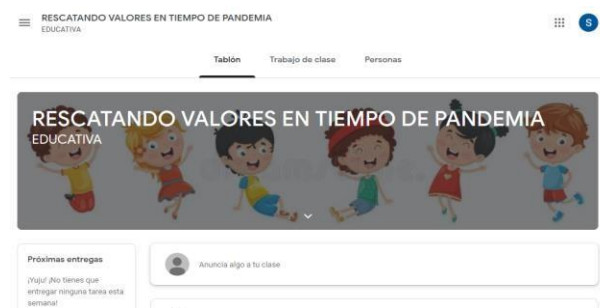 RESCATANDO VALORES EN TIEMPO DE PANDEMIA
EDUCATIVA
S
Tablón Trabajo de clase Personas
RESCATANDO VALORES EN TIEMPO DE PANDEMIA
EDUCATIVA
Próximas entregas
¡Yuju! ¡No tienes que
entregar ninguna tarea esta
semana!
Anuncia algo a tu clase